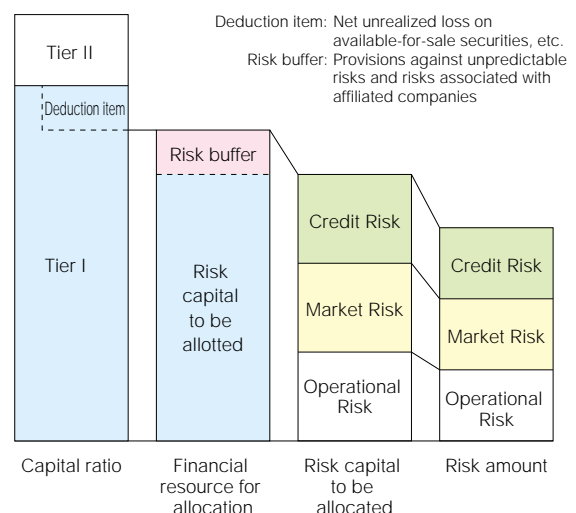 Deduction item: Net unrealized loss on
available-for-sale securities, etc.
Risk buffer: Provisions against unpredictable
risks and risks associated with
affiliated companies
Tier II
Deduction item
Tier I
Risk buffer
Risk
capital
to be
allotted
Credit Risk
Market Risk
Operational
Risk
Credit Risk
Market Risk
Operational
Risk
Capital ratio
Financial
resource for
allocation
Risk capital
to be
allocated
Risk amount